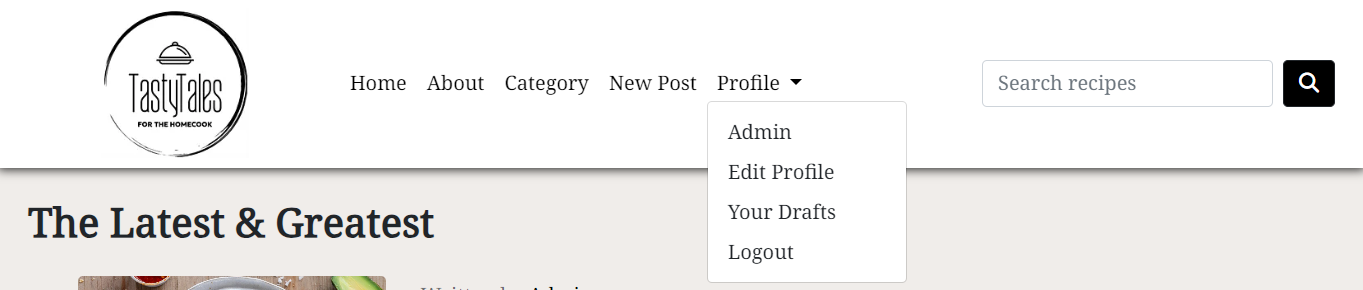 TastyTales
FOR THE HOMECOOK
Home About Category New Post Profile
Search recipes
Admin
Edit Profile
Your Drafts
Logout
The Latest & Greatest